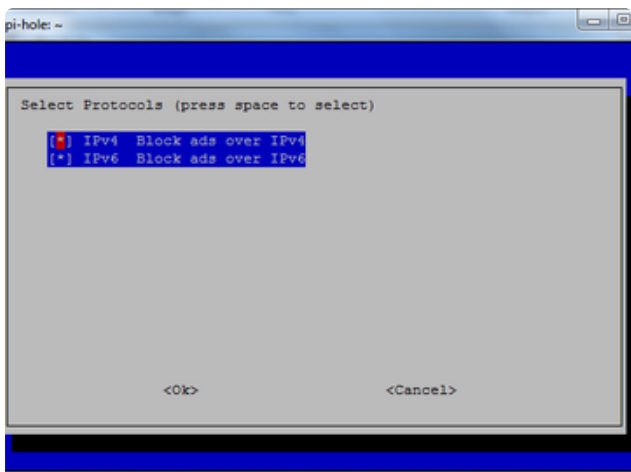 pi-hole: ~
Select Protocols (press space to select)
[*] IPv4 Block ads over IPv4
[*] IPv6 Block ads over IPv6
<Ok> <Cancel>